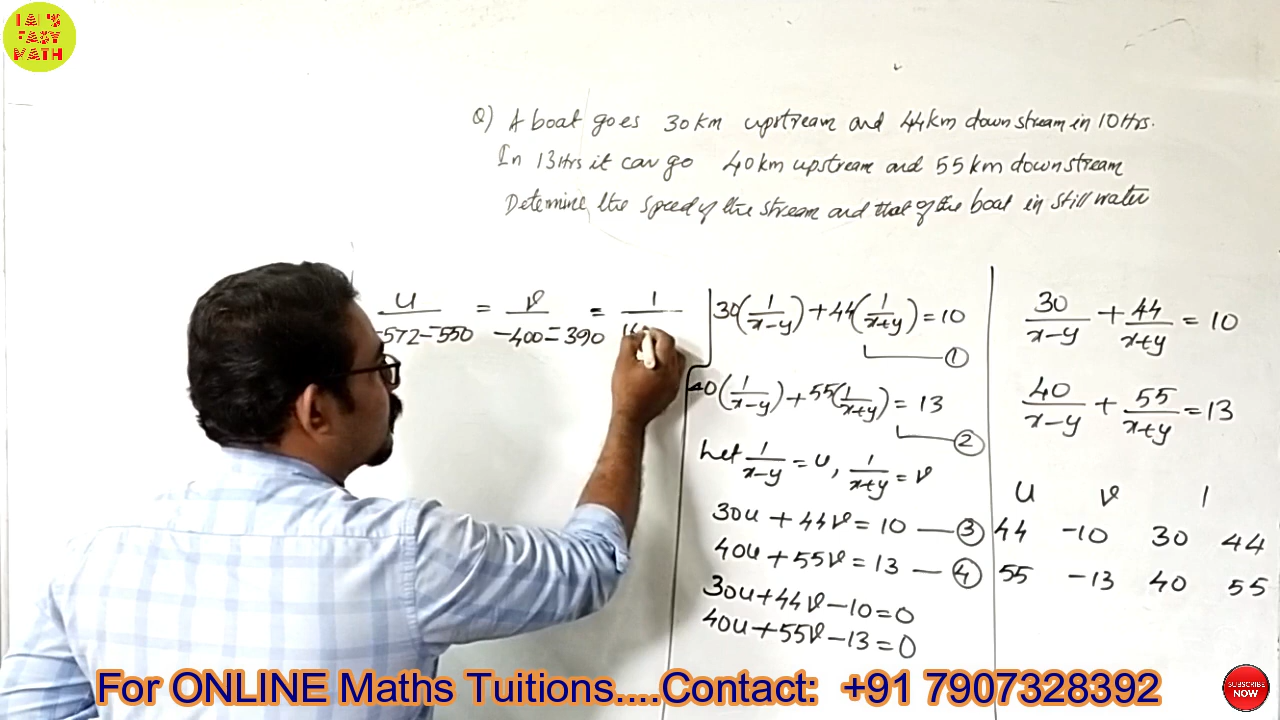 LAL'S
EASY
MATH
Q) A boat goes 30km upstream and 44km downstream in 10Hrs.
In 13Hrs it can go 40km upstream and 55km downstream
Determine the speed of the stream and that of the boat in still water
u/-572-=550 = v/-400-=390 = 1/
30(1/x-y) + 44(1/x+y) = 10
①
40(1/x-y) + 55(1/x+y) = 13
②
Let 1/x-y = u, 1/x+y = v
30u + 44v = 10 — ③
40u + 55v = 13 — ④
30u+44v-10=0
40u+55v-13=0
30/x-y + 44/x+y = 10
40/x-y + 55/x+y = 13
u v 1
44 -10 30 44
55 -13 40 55
For ONLINE Maths Tuitions....Contact: +91 7907328392
SUBSCRIBE
NOW